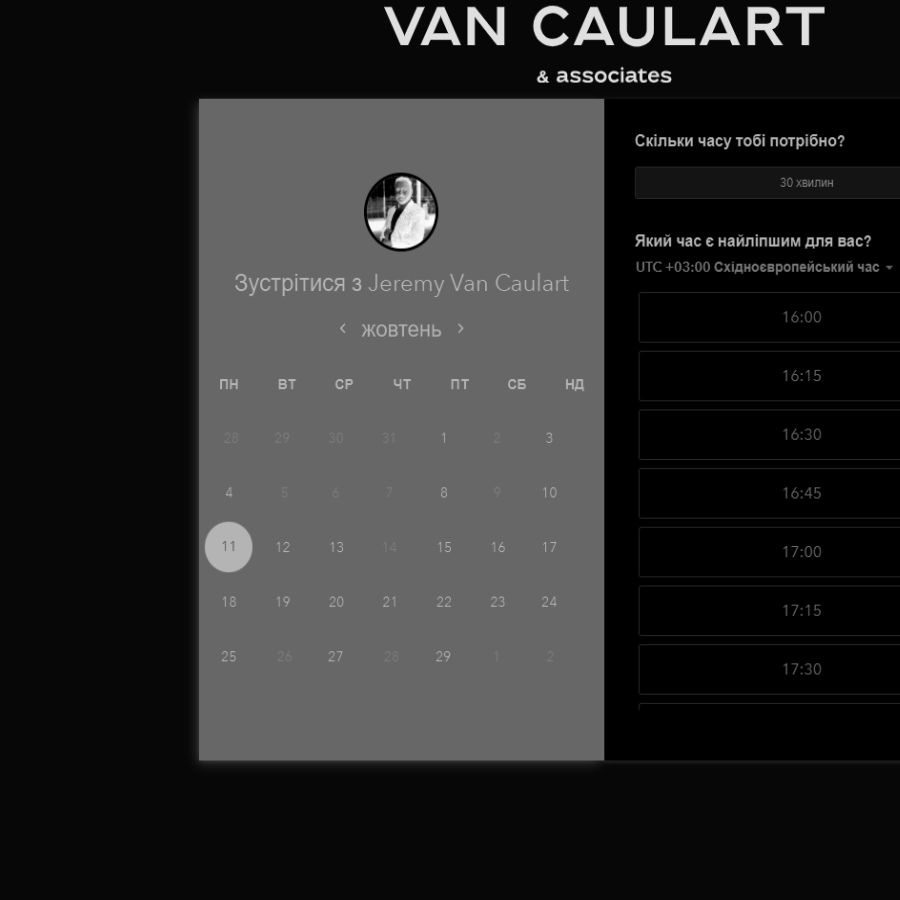 VAN CAULART
& associates
Зустрітися з Jeremy Van Caulart
жовтень
ПН ВТ СР ЧТ ПТ СБ НД
28 29 30 31 1 2 3
4 5 6 7 8 9 10
11 12 13 14 15 16 17
18 19 20 21 22 23 24
25 26 27 28 29 1 2
Скільки часу тобі потрібно?
30 хвилин
Який час є найліпшим для вас?
UTC +03:00 Східноєвропейський час
16:00
16:15
16:30
16:45
17:00
17:15
17:30